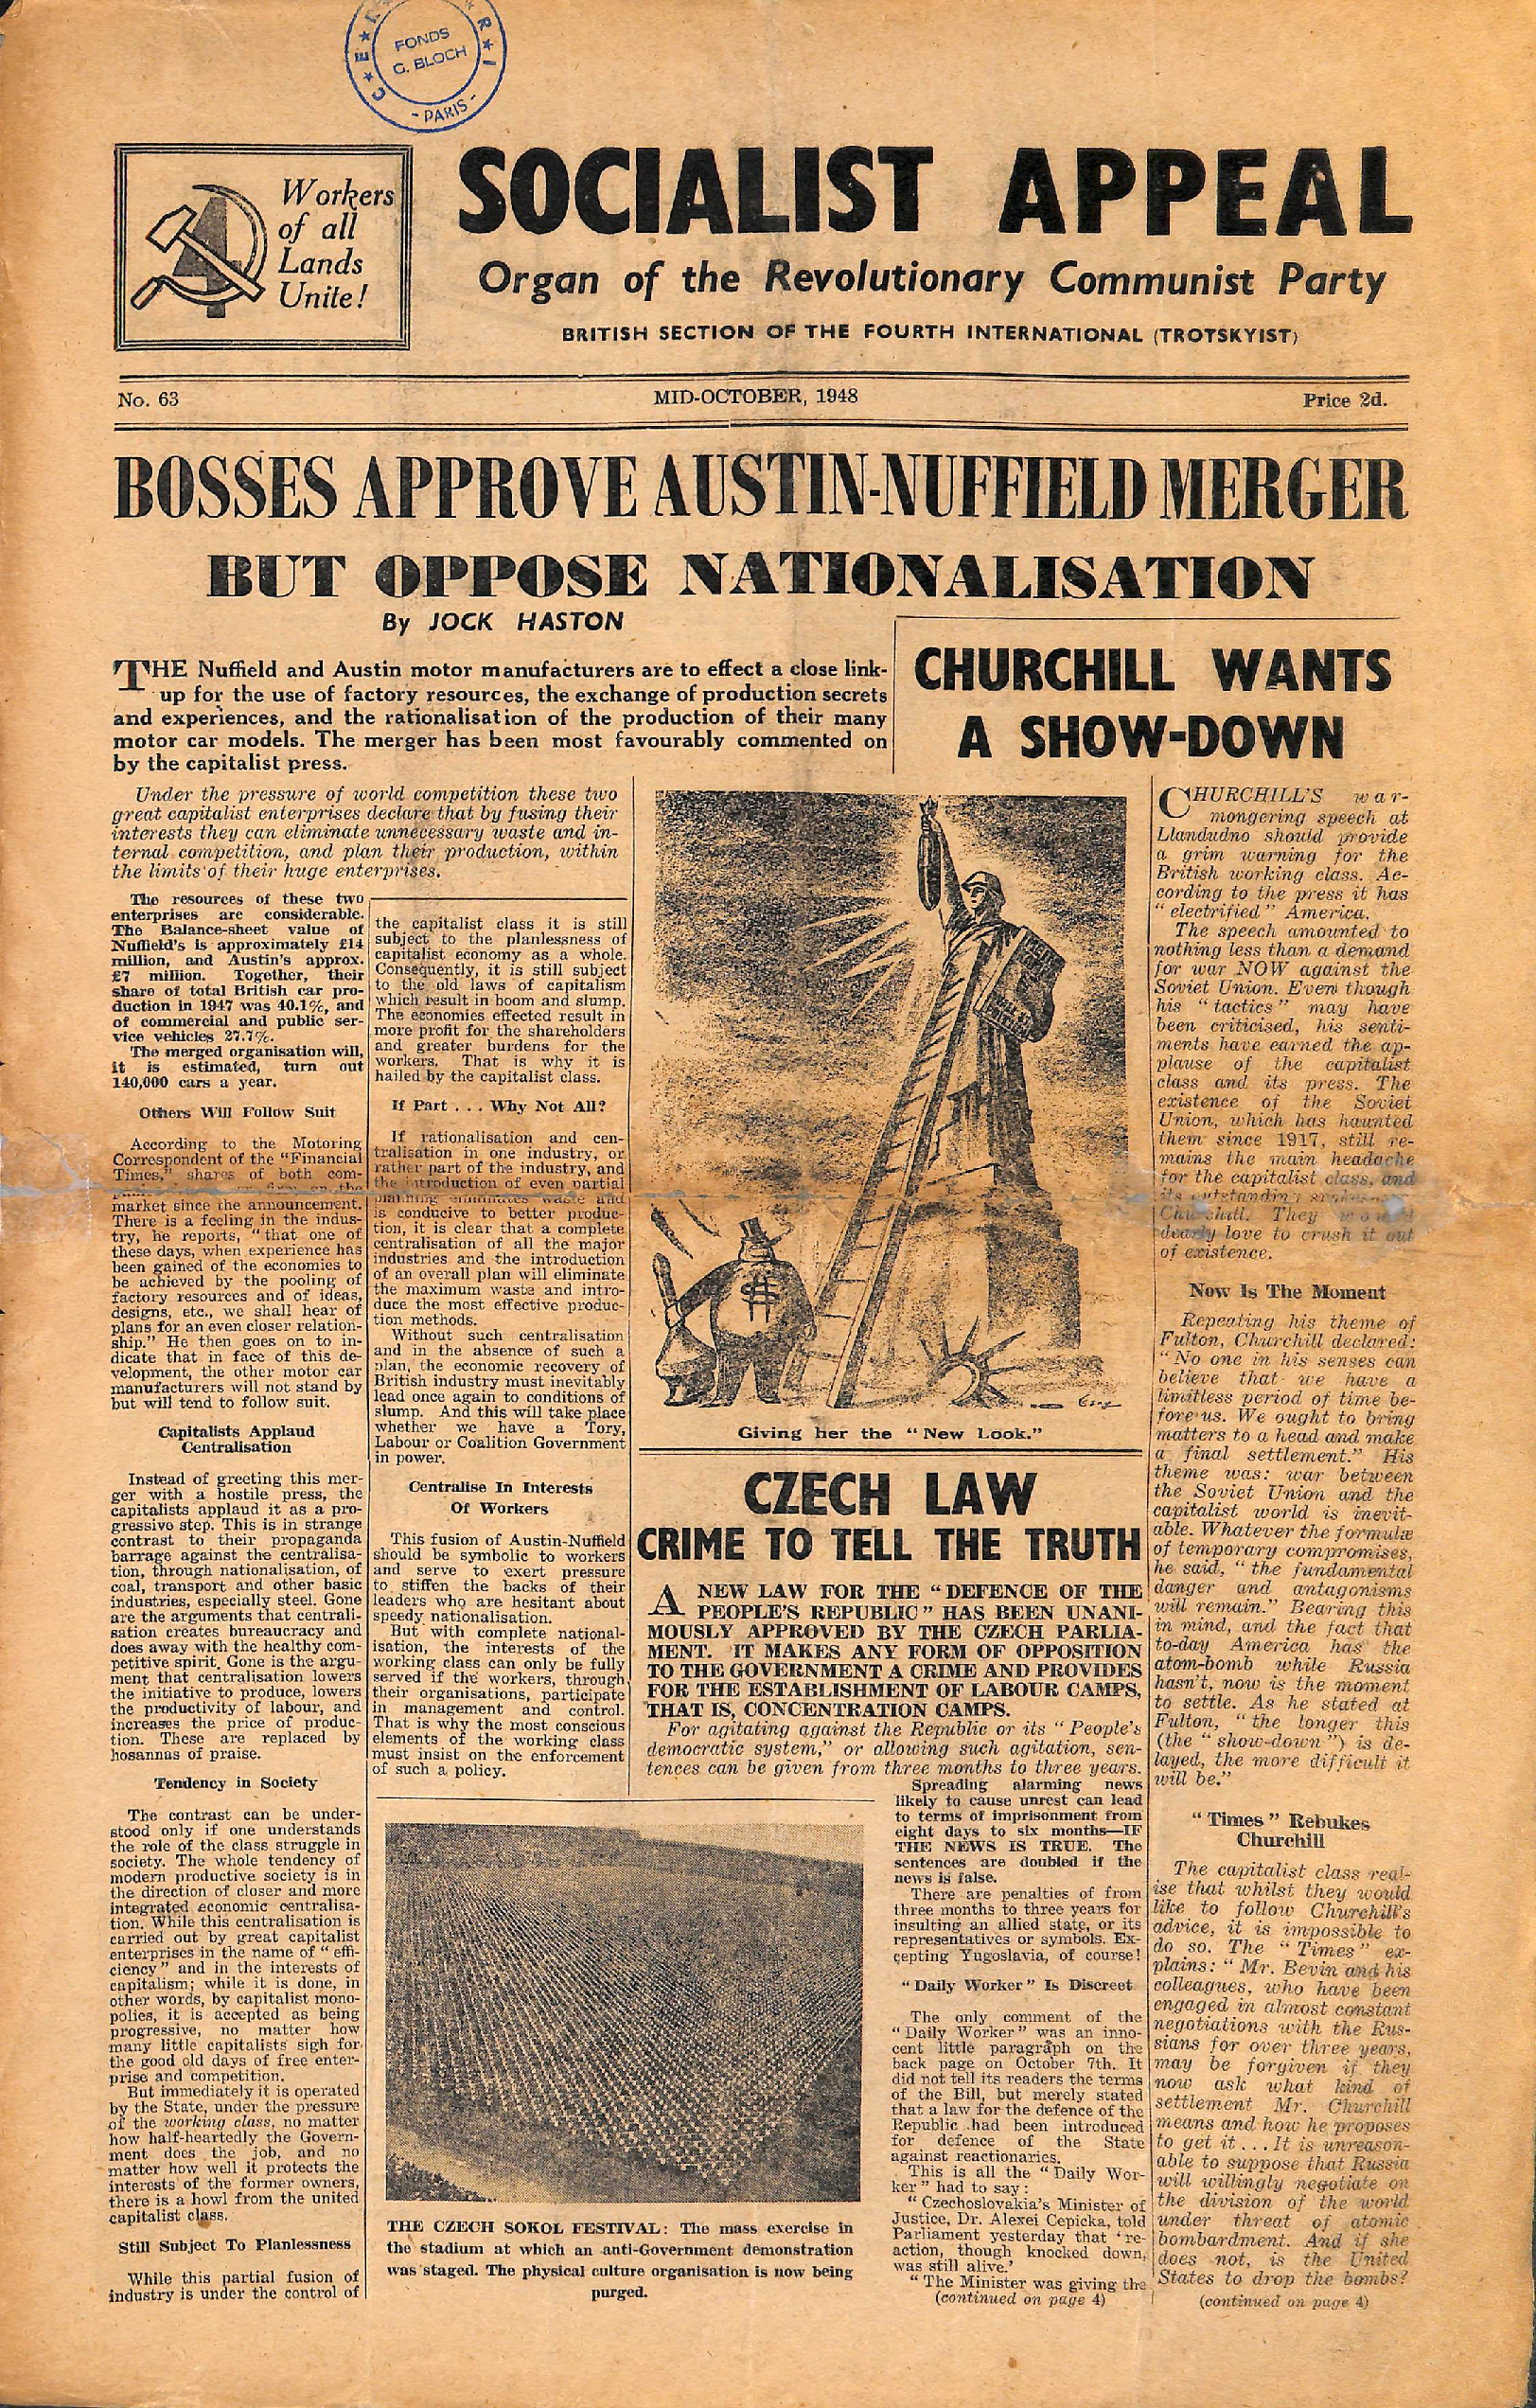 FONDS
G. BLOCH
- PARIS -
Workers
of all
Lands
Unite!
SOCIALIST APPEAL
Organ of the Revolutionary Communist Party
BRITISH SECTION OF THE FOURTH INTERNATIONAL (TROTSKYIST)
No. 63
MID-OCTOBER, 1948
Price 2d.
BOSSES APPROVE AUSTIN-NUFFIELD MERGER
BUT OPPOSE NATIONALISATION
By JOCK HASTON
THE Nuffield and Austin motor manufacturers are to effect a close link-
up for the use of factory resources, the exchange of production secrets
and experiences, and the rationalisation of the production of their many
motor car models. The merger has been most favourably commented on
by the capitalist press.
Under the pressure of world competition these two
great capitalist enterprises declare that by fusing their
interests they can eliminate unnecessary waste and in-
ternal competition, and plan their production, within
the limits of their huge enterprises.
The resources of these two
enterprises are considerable.
The Balance-sheet value of
Nuffield's is approximately £14
million, and Austin's approx.
£7 million. Together, their
share of total British car pro-
duction in 1947 was 40.1%, and
of commercial and public ser-
vice vehicles 27.7%.
The merged organisation will,
it is estimated, turn out
140,000 cars a year.
Others Will Follow Suit
According to the Motoring
Correspondent of the "Financial
Times," shares of both com-
market since the announcement.
There is a feeling in the indus-
try, he reports, "that one of
these days, when experience has
been gained of the economies to
be achieved by the pooling of
factory resources and of ideas,
designs, etc., we shall hear of
plans for an even closer relation-
ship." He then goes on to in-
dicate that in face of this de-
velopment, the other motor car
manufacturers will not stand by
but will tend to follow suit.
Capitalists Applaud
Centralisation
Instead of greeting this mer-
ger with a hostile press, the
capitalists applaud it as a pro-
gressive step. This is in strange
contrast to their propaganda
barrage against the centralisa-
tion, through nationalisation, of
coal, transport and other basic
industries, especially steel. Gone
are the arguments that centrali-
sation creates bureaucracy and
does away with the healthy com-
petitive spirit. Gone is the argu-
ment that centralisation lowers
the initiative to produce, lowers
the productivity of labour, and
increases the price of produc-
tion. These are replaced by
hosannas of praise.
Tendency in Society
The contrast can be under-
stood only if one understands
the role of the class struggle in
society. The whole tendency of
modern productive society is in
the direction of closer and more
integrated economic centralisa-
tion. While this centralisation is
carried out by great capitalist
enterprises in the name of "effi-
ciency" and in the interests of
capitalism; while it is done, in
other words, by capitalist mono-
polies, it is accepted as being
progressive, no matter how
many little capitalists sigh for
the good old days of free enter-
prise and competition.
But immediately it is operated
by the State, under the pressure
of the working class, no matter
how half-heartedly the Govern-
ment does the job, and no
matter how well it protects the
interests of the former owners,
there is a howl from the united
capitalist class.
Still Subject To Planlessness
While this partial fusion of
industry is under the control of
the capitalist class it is still
subject to the planlessness of
capitalist economy as a whole.
Consequently, it is still subject
to the old laws of capitalism
which result in boom and slump.
The economies effected result in
more profit for the shareholders
and greater burdens for the
workers. That is why it is
hailed by the capitalist class.
If Part . . . Why Not All?
If rationalisation and cen-
tralisation in one industry, or
rather part of the industry, and
the introduction of even partial
planning eliminates waste and
is conducive to better produc-
tion, it is clear that a complete
centralisation of all the major
industries and the introduction
of an overall plan will eliminate
the maximum waste and intro-
duce the most effective produc-
tion methods.
Without such centralisation
and in the absence of such a
plan, the economic recovery of
British industry must inevitably
lead once again to conditions of
slump. And this will take place
whether we have a Tory,
Labour or Coalition Government
in power.
Centralise In Interests
Of Workers
This fusion of Austin-Nuffield
should be symbolic to workers
and serve to exert pressure
to stiffen the backs of their
leaders who are hesitant about
speedy nationalisation.
But with complete national-
isation, the interests of the
working class can only be fully
served if the workers, through
their organisations, participate
in management and control.
That is why the most conscious
elements of the working class
must insist on the enforcement
of such a policy.
Giving her the "New Look."
THE CZECH SOKOL FESTIVAL: The mass exercise in
the stadium at which an anti-Government demonstration
was staged. The physical culture organisation is now being
purged.
CZECH LAW
CRIME TO TELL THE TRUTH
A NEW LAW FOR THE "DEFENCE OF THE
PEOPLE'S REPUBLIC" HAS BEEN UNANI-
MOUSLY APPROVED BY THE CZECH PARLIA-
MENT. IT MAKES ANY FORM OF OPPOSITION
TO THE GOVERNMENT A CRIME AND PROVIDES
FOR THE ESTABLISHMENT OF LABOUR CAMPS,
THAT IS, CONCENTRATION CAMPS.
For agitating against the Republic or its "People's
democratic system," or allowing such agitation, sen-
tences can be given from three months to three years.
Spreading alarming news
likely to cause unrest can lead
to terms of imprisonment from
eight days to six months—IF
THE NEWS IS TRUE. The
sentences are doubled if the
news is false.
There are penalties of from
three months to three years for
insulting an allied state, or its
representatives or symbols. Ex-
cepting Yugoslavia, of course!
"Daily Worker" Is Discreet
The only comment of the
"Daily Worker" was an inno-
cent little paragraph on the
back page on October 7th. It
did not tell its readers the terms
of the Bill, but merely stated
that a law for the defence of the
Republic had been introduced
for defence of the State
against reactionaries.
This is all the "Daily Wor-
ker" had to say:
"Czechoslovakia's Minister of
Justice, Dr. Alexei Cepicka, told
Parliament yesterday that 're-
action, though knocked down,
was still alive.'
"The Minister was giving the
(continued on page 4)
CHURCHILL WANTS
A SHOW-DOWN
CHURCHILL'S war-
mongering speech at
Llandudno should provide
a grim warning for the
British working class. Ac-
cording to the press it has
"electrified" America.
The speech amounted to
nothing less than a demand
for war NOW against the
Soviet Union. Even though
his "tactics" may have
been criticised, his senti-
ments have earned the ap-
plause of the capitalist
class and its press. The
existence of the Soviet
Union, which has haunted
them since 1917, still re-
mains the main headache
for the capitalist class, and
its outstanding
Churchill. They would
dearly love to crush it out
of existence.
Now Is The Moment
Repeating his theme of
Fulton, Churchill declared:
"No one in his senses can
believe that we have a
limitless period of time be-
fore us. We ought to bring
matters to a head and make
a final settlement." His
theme was: war between
the Soviet Union and the
capitalist world is inevit-
able. Whatever the formulæ
of temporary compromises,
he said, "the fundamental
danger and antagonisms
will remain." Bearing this
in mind, and the fact that
to-day America has the
atom-bomb while Russia
hasn't, now is the moment
to settle. As he stated at
Fulton, "the longer this
(the "show-down") is de-
layed, the more difficult it
will be."
"Times" Rebukes
Churchill
The capitalist class real-
ise that whilst they would
like to follow Churchill's
advice, it is impossible to
do so. The "Times" ex-
plains: "Mr. Bevin and his
colleagues, who have been
engaged in almost constant
negotiations with the Rus-
sians for over three years,
may be forgiven if they
now ask what kind of
settlement Mr. Churchill
means and how he proposes
to get it . . . It is unreason-
able to suppose that Russia
will willingly negotiate on
the division of the world
under threat of atomic
bombardment. And if she
does not, is the United
States to drop the bombs?
(continued on page 4)